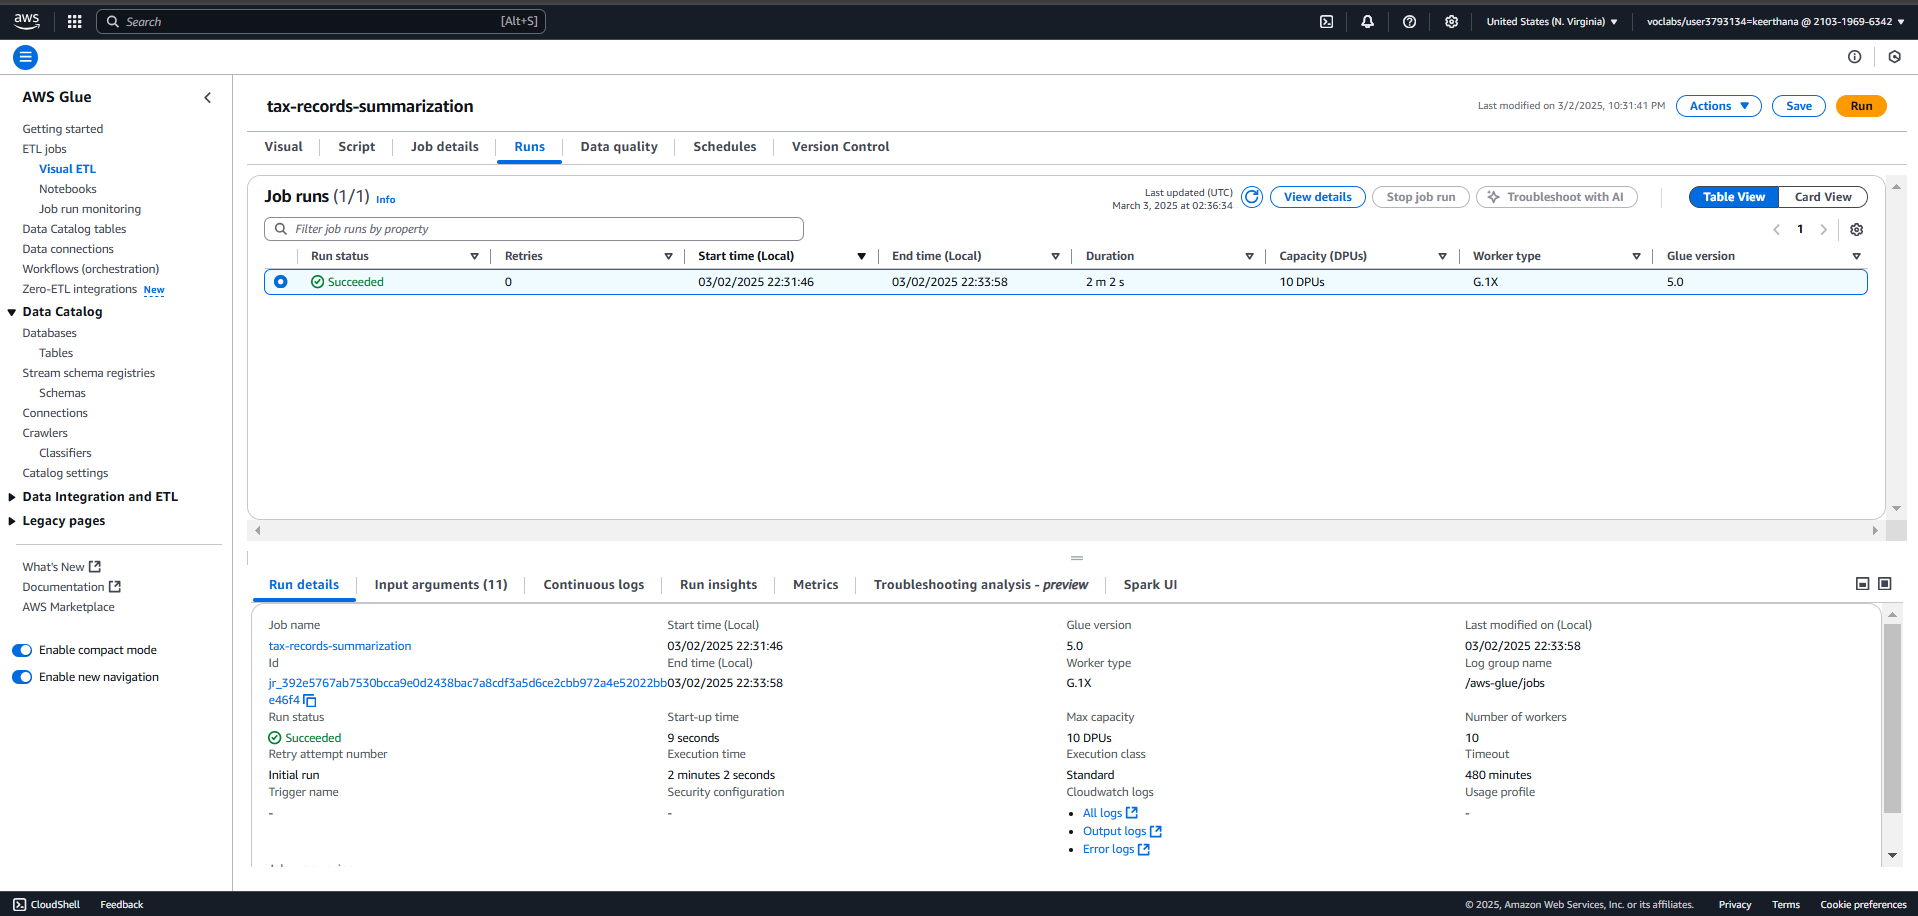 aws
Search [Alt+S]
United States (N. Virginia) voclabs/user3793134=keerthana @ 2103-1969-6342
AWS Glue
Getting started
ETL jobs
Visual ETL
Notebooks
Job run monitoring
Data Catalog tables
Data connections
Workflows (orchestration)
Zero-ETL integrations New
Data Catalog
Databases
Tables
Stream schema registries
Schemas
Connections
Crawlers
Classifiers
Catalog settings
Data Integration and ETL
Legacy pages
What's New
Documentation
AWS Marketplace
Enable compact mode
Enable new navigation
tax-records-summarization
Last modified on 3/2/2025, 10:31:41 PM Actions Save Run
Visual Script Job details Runs Data quality Schedules Version Control
Job runs (1/1) Info
Last updated (UTC)
March 3, 2025 at 02:36:34
View details Stop job run Troubleshoot with AI Table View Card View
Filter job runs by property
1
Run status Retries Start time (Local) End time (Local) Duration Capacity (DPUs) Worker type Glue version
Succeeded 0 03/02/2025 22:31:46 03/02/2025 22:33:58 2 m 2 s 10 DPUs G.1X 5.0
Run details Input arguments (11) Continuous logs Run insights Metrics Troubleshooting analysis - preview Spark UI
Job name Start time (Local) Glue version Last modified on (Local)
tax-records-summarization 03/02/2025 22:31:46 5.0 03/02/2025 22:33:58
Id End time (Local) Worker type Log group name
jr_392e5767ab7530bcca9e0d2438bac7a8cdf3a5d6ce2cbb972a4e52022bb 03/02/2025 22:33:58 G.1X /aws-glue/jobs
e46f4
Run status Start-up time Max capacity Number of workers
Succeeded 9 seconds 10 DPUs 10
Retry attempt number Execution time Execution class Timeout
Initial run 2 minutes 2 seconds Standard 480 minutes
Trigger name Security configuration Cloudwatch logs Usage profile
- - All logs -
Output logs
Error logs
CloudShell Feedback © 2025, Amazon Web Services, Inc. or its affiliates. Privacy Terms Cookie preferences